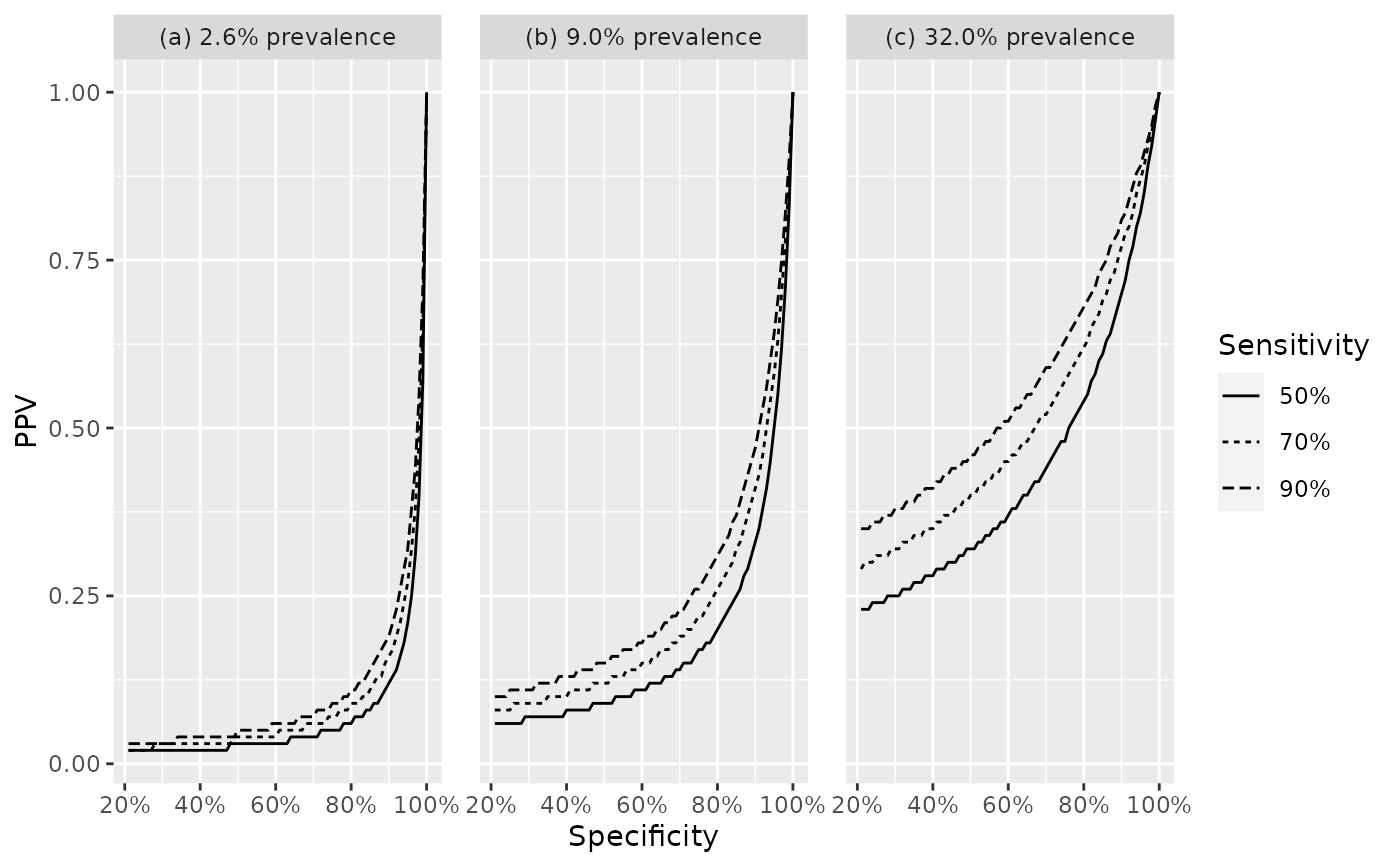 (a) 2.6% prevalence
(b) 9.0% prevalence
(c) 32.0% prevalence
1.00
0.75
0.50
0.25
0.00
PPV
20% 40% 60% 80% 100%
20% 40% 60% 80% 100%
20% 40% 60% 80% 100%
Specificity
Sensitivity
50%
70%
90%